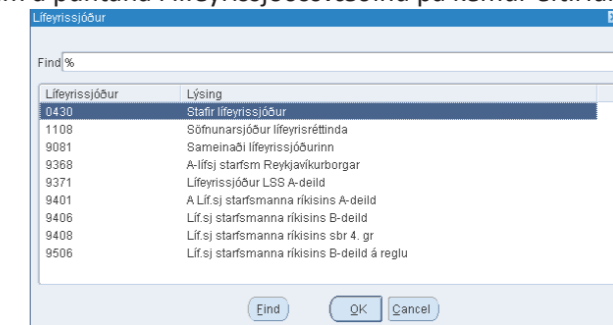 Lífeyrissjóður
Find %
Lífeyrissjóður Lýsing
0430 Stafir lífeyrissjóður
1108 Söfnunarsjóður lífeyrisréttinda
9081 Sameinaði lífeyrissjóðurinn
9368 A-lífsj starfsm Reykjavíkurborgar
9371 Lífeyrissjóður LSS A-deild
9401 A Líf.sj starfsmanna ríkisins A-deild
9406 Líf.sj starfsmanna ríkisins B-deild
9408 Líf.sj starfsmanna ríkisins sbr 4. gr
9506 Líf.sj starfsmanna ríkisins B-deild á reglu
Find OK Cancel